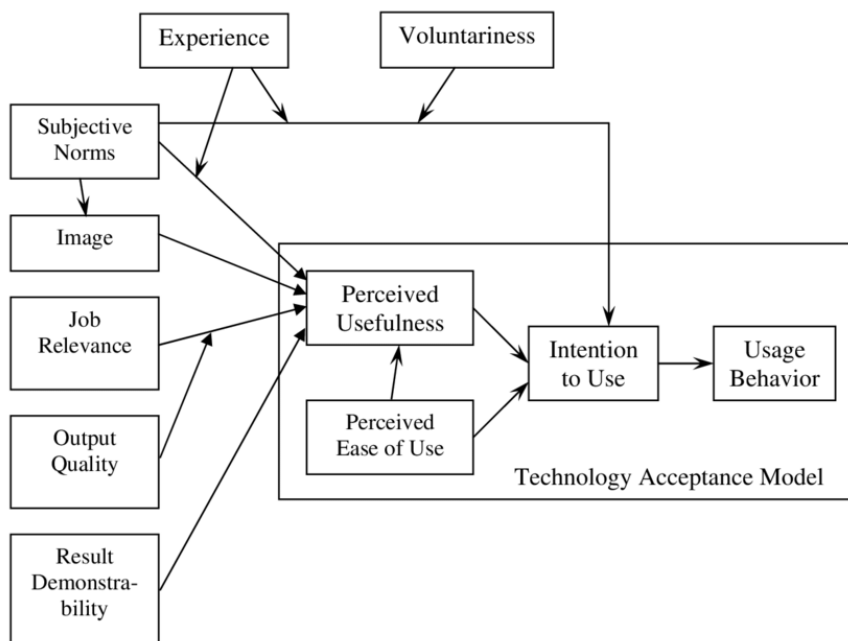 Experience
Voluntariness
Subjective
Norms
Image
Job
Relevance
Output
Quality
Result
Demonstra-
bility
Perceived
Usefulness
Perceived
Ease of Use
Intention
to Use
Usage
Behavior
Technology Acceptance Model